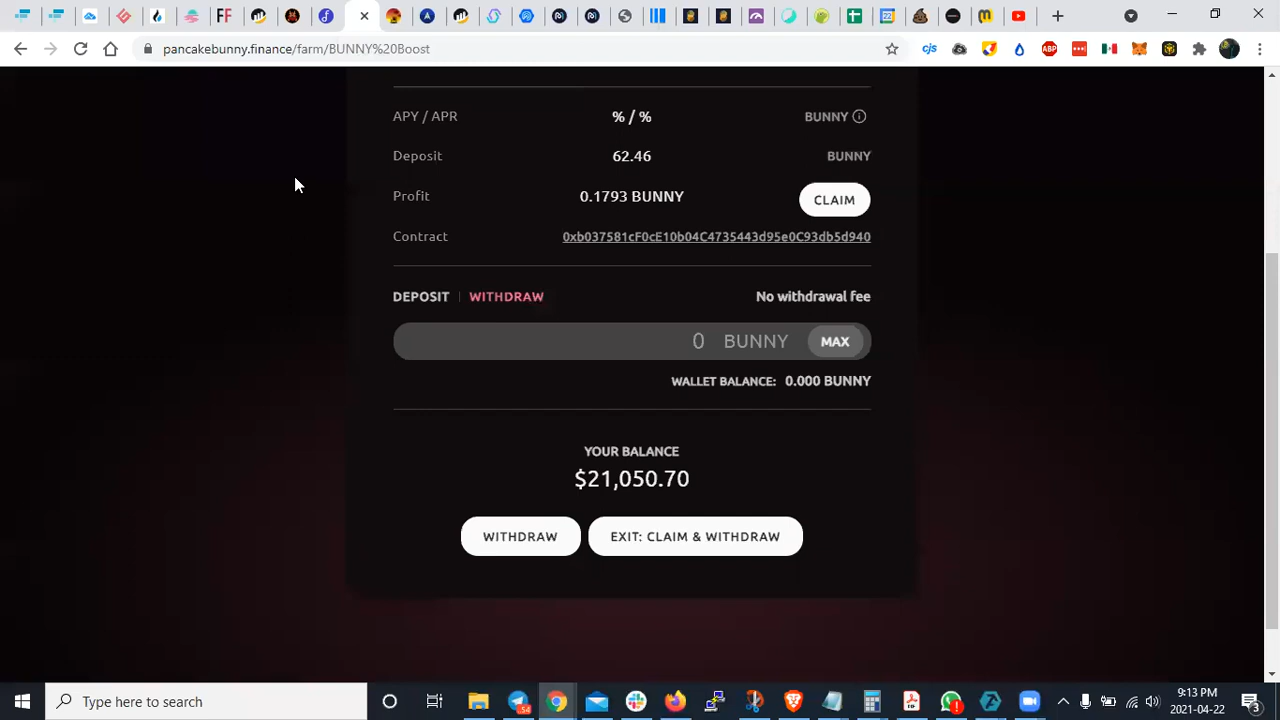 pancakebunny.finance/farm/BUNNY%20Boost
APY / APR % / % BUNNY
Deposit 62.46 BUNNY
Profit 0.1793 BUNNY CLAIM
Contract 0xb037581cF0cE10b04C4735443d95e0C93db5d940
DEPOSIT | WITHDRAW No withdrawal fee
0 BUNNY MAX
WALLET BALANCE: 0.000 BUNNY
YOUR BALANCE
$21,050.70
WITHDRAW EXIT: CLAIM & WITHDRAW
Type here to search
9:13 PM
2021-04-22